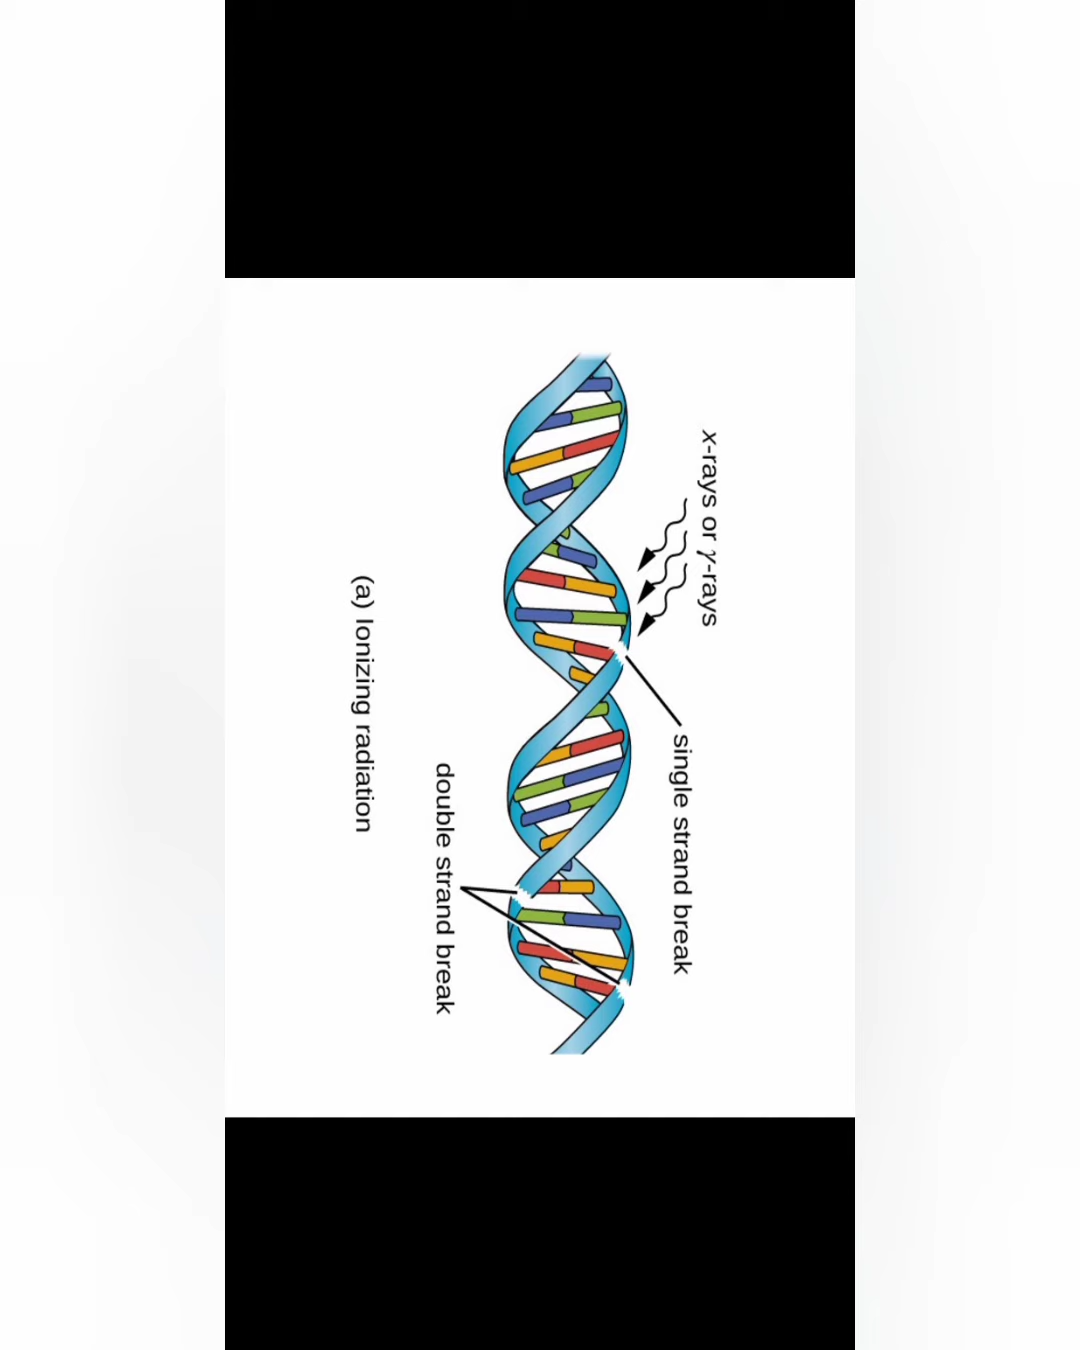 x-rays or γ-rays
single strand break
double strand break
(a) Ionizing radiation